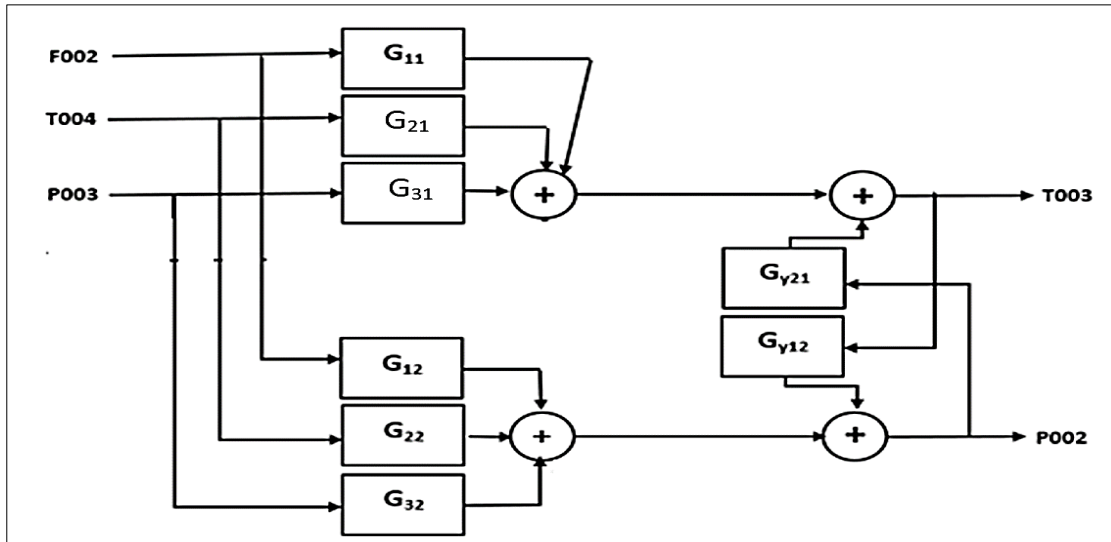 F002
G11
T004
G21
P003
G31
+
+
T003
Gy21
Gy12
G12
G22
+
+
P002
G32